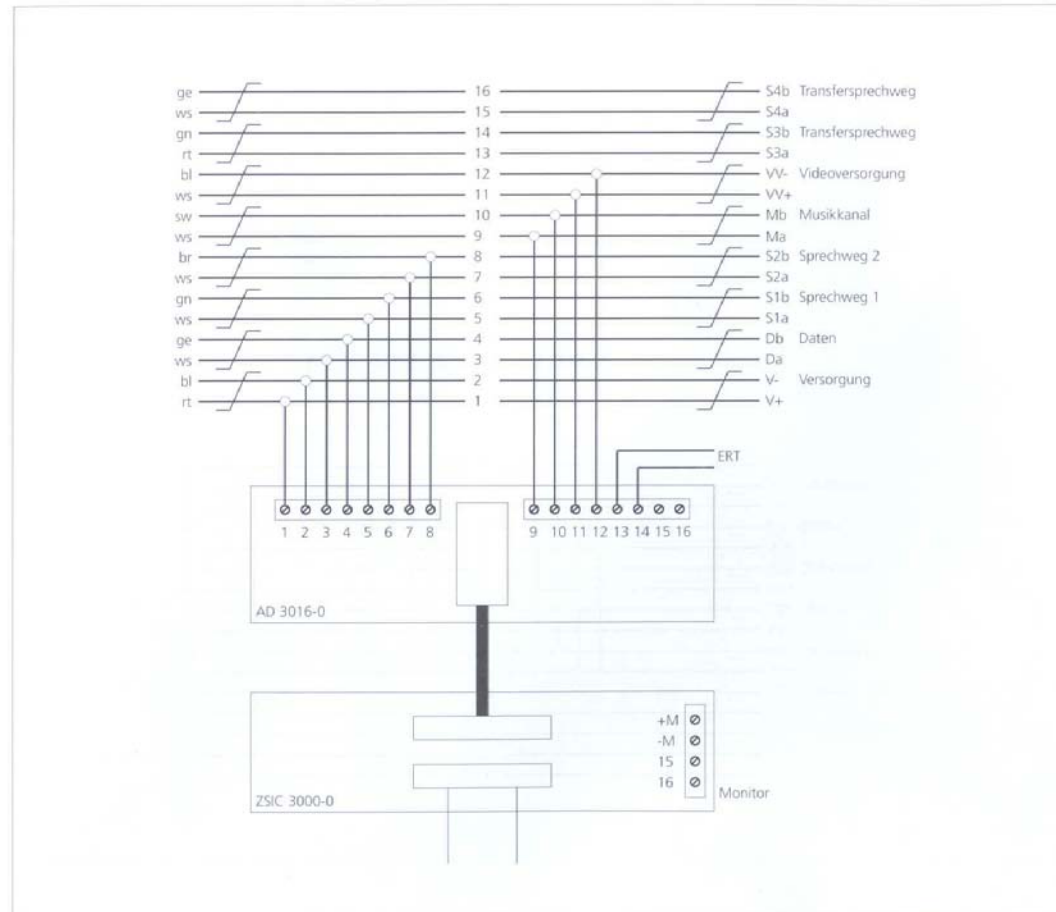 ge 16 S4b Transfersprechweg
ws 15 S4a
gn 14 S3b Transfersprechweg
rt 13 S3a
bl 12 VV- Videoversorgung
ws 11 VV+
sw 10 Mb Musikkanal
ws 9 Ma
br 8 S2b Sprechweg 2
ws 7 S2a
gn 6 S1b Sprechweg 1
ws 5 S1a
ge 4 Db Daten
ws 3 Da
bl 2 V- Versorgung
rt 1 V+
ERT
1 2 3 4 5 6 7 8 9 10 11 12 13 14 15 16
AD 3016-0
+M
-M
15
16
Monitor
ZSIC 3000-0